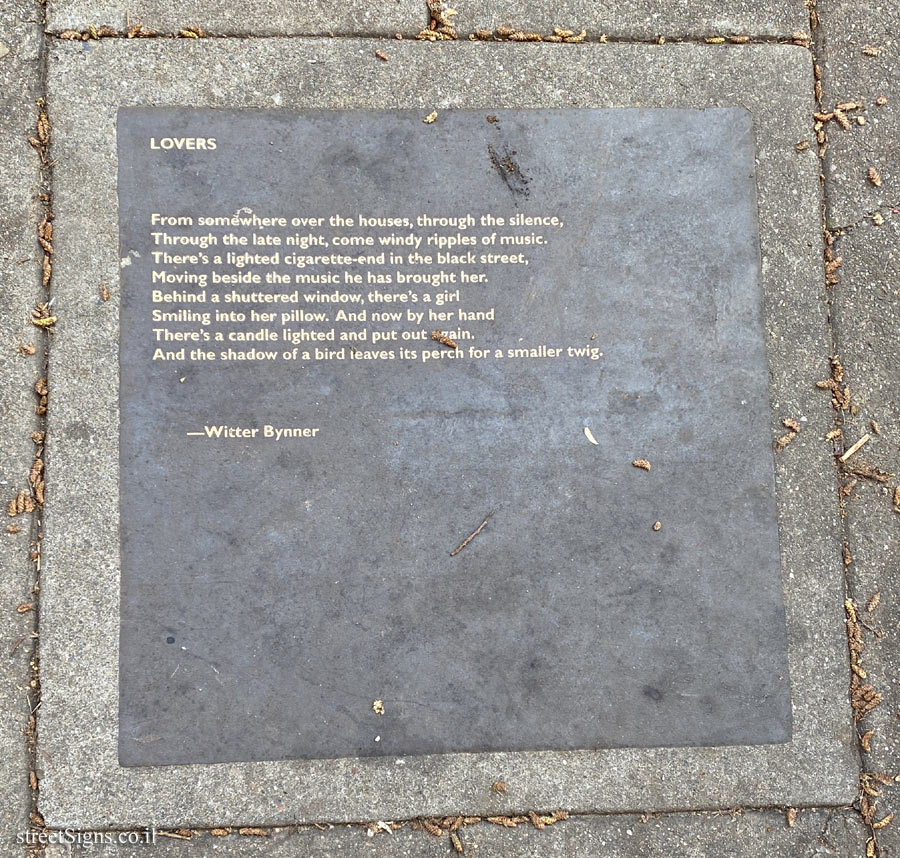 LOVERS
From somewhere over the houses, through the silence,
Through the late night, come windy ripples of music.
There's a lighted cigarette-end in the black street,
Moving beside the music he has brought her.
Behind a shuttered window, there's a girl
Smiling into her pillow. And now by her hand
There's a candle lighted and put out again.
And the shadow of a bird leaves its perch for a smaller twig.
—Witter Bynner
streetSigns.co.il